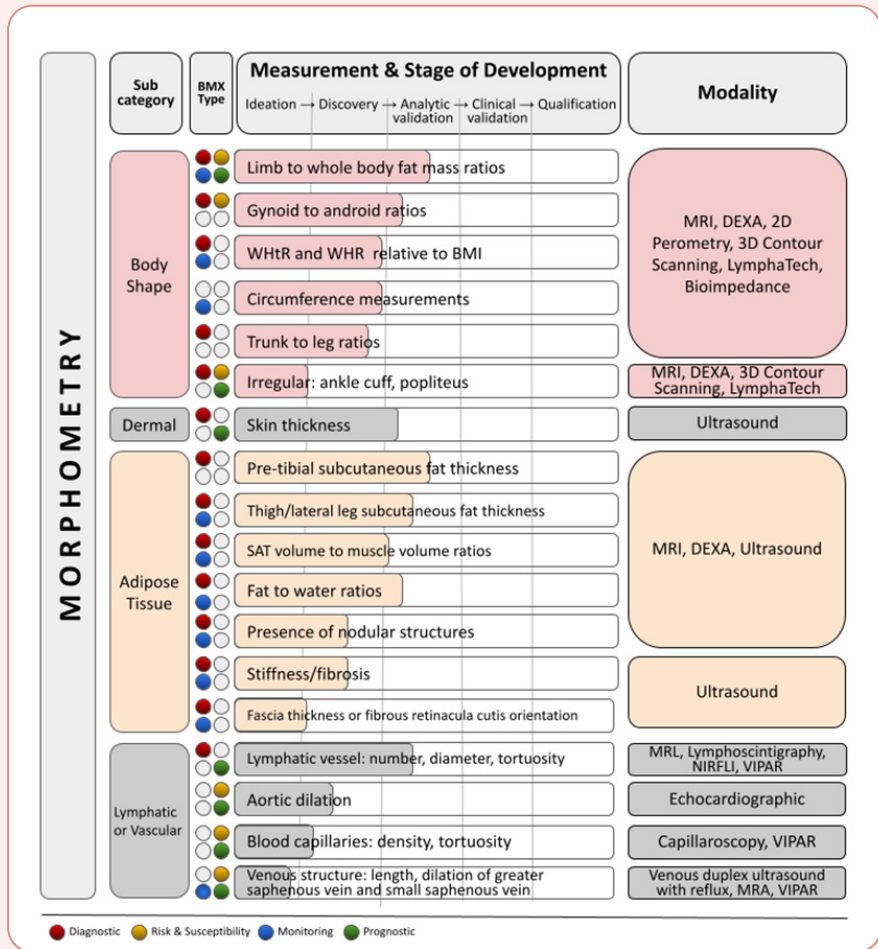 MORPHOMETRY
Sub
category
BMX
Type
Measurement & Stage of Development
Ideation → Discovery → Analytic → Clinical → Qualification
validation validation
Modality
Body
Shape
Limb to whole body fat mass ratios
Gynoid to android ratios
WHtR and WHR relative to BMI
Circumference measurements
Trunk to leg ratios
MRI, DEXA, 2D
Perometry, 3D Contour
Scanning, LymphaTech,
Bioimpedance
Irregular: ankle cuff, popliteus
MRI, DEXA, 3D Contour
Scanning, LymphaTech
Dermal
Skin thickness
Ultrasound
Adipose
Tissue
Pre-tibial subcutaneous fat thickness
Thigh/lateral leg subcutaneous fat thickness
SAT volume to muscle volume ratios
Fat to water ratios
Presence of nodular structures
MRI, DEXA, Ultrasound
Stiffness/fibrosis
Fascia thickness or fibrous retinacula cutis orientation
Ultrasound
Lymphatic
or Vascular
Lymphatic vessel: number, diameter, tortuosity
MRL, Lymphoscintigraphy,
NIRFLI, VIPAR
Aortic dilation
Echocardiographic
Blood capillaries: density, tortuosity
Capillaroscopy, VIPAR
Venous structure: length, dilation of greater
saphenous vein and small saphenous vein
Venous duplex ultrasound
with reflux, MRA, VIPAR
Diagnostic Risk & Susceptibility Monitoring Prognostic